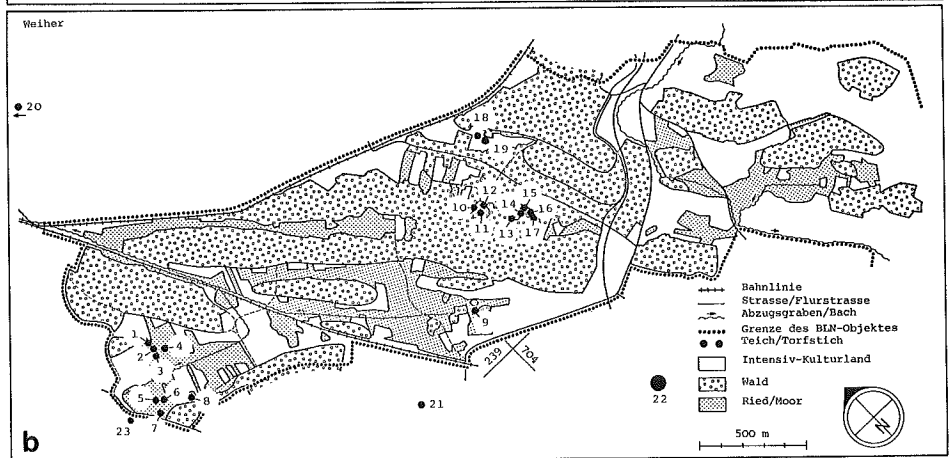 Weiher
20
18
19
12
15
10
14
16
11
13
17
9
1
4
2
3
5
6
8
7
23
21
22
239
704
Bahnlinie
Strasse/Flurstrasse
Abzugsgraben/Bach
Grenze des BLN-Objektes
Teich/Torfstich
Intensiv-Kulturland
Wald
Ried/Moor
500 m
N
b